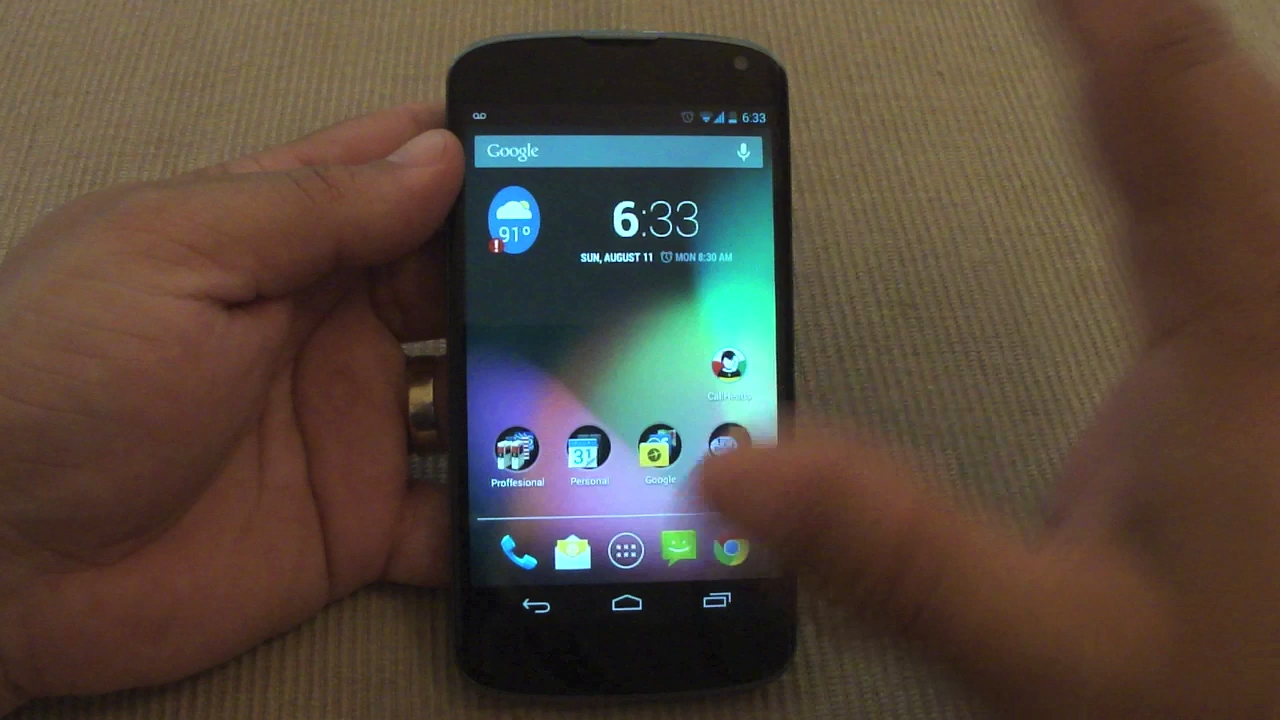 6:33
Google
91°
6:33
SUN, AUGUST 11 MON 8:30 AM
31
Proffesional Personal Google